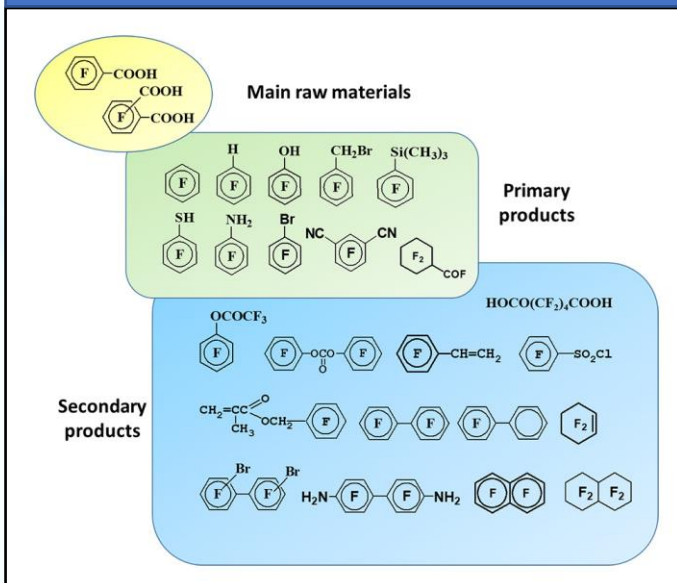 F COOH
COOH
F COOH
Main raw materials
H OH CH2Br Si(CH3)3
F F F F F
Primary
products
SH NH2 Br NC CN
F F F F F2 COF
HOCO(CF2)4COOH
OCOCF3
F F OCO F F CH=CH2 F SO2Cl
O
Secondary
products
CH2=C-C O
CH3 OCH2 F F F F F2
Br Br
F F H2N F F NH2 F F F2 F2